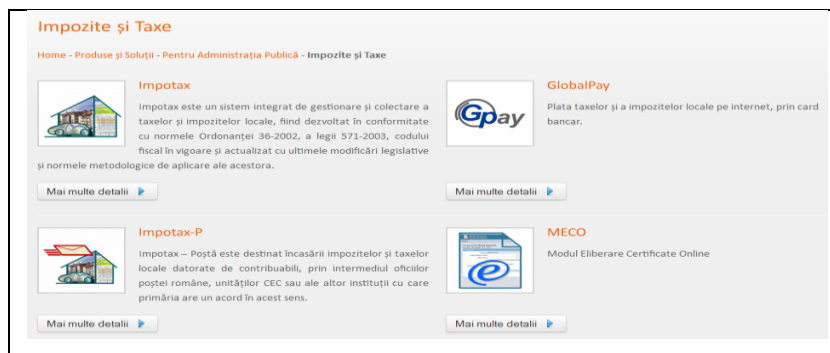 Impozite și Taxe
Home - Produse și Soluții - Pentru Administrația Publică - Impozite și Taxe
Impotax
Impotax este un sistem integrat de gestionare și colectare a
taxelor și impozitelor locale, fiind dezvoltat în conformitate
cu normele Ordonanței 36-2002, a legii 571-2003, codului
fiscal în vigoare și actualizat cu ultimele modificări legislative
și normele metodologice de aplicare ale acestora.
Mai multe detalii
Gpay
GlobalPay
Plata taxelor și a impozitelor locale pe internet, prin card
bancar.
Mai multe detalii
Impotax-P
Impotax – Poștă este destinat încasării impozitelor și taxelor
locale datorate de contribuabili, prin intermediul oficiilor
poștei române, unităților CEC sau ale altor instituții cu care
primăria are un acord în acest sens.
Mai multe detalii
MECO
Modul Eliberare Certificate Online
Mai multe detalii